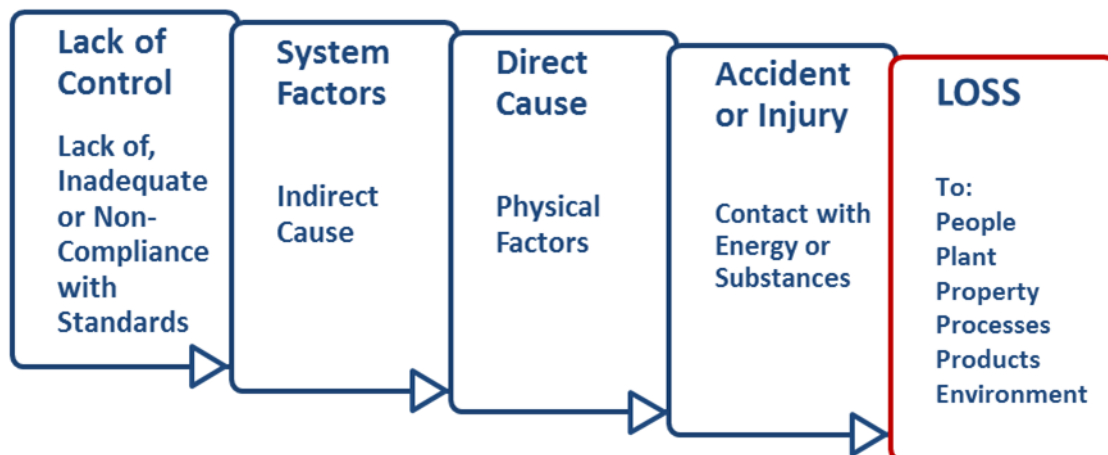 Lack of
Control
Lack of,
Inadequate
or Non-
Compliance
with
Standards
System
Factors
Indirect
Cause
Direct
Cause
Physical
Factors
Accident
or Injury
Contact with
Energy or
Substances
LOSS
To:
People
Plant
Property
Processes
Products
Environment